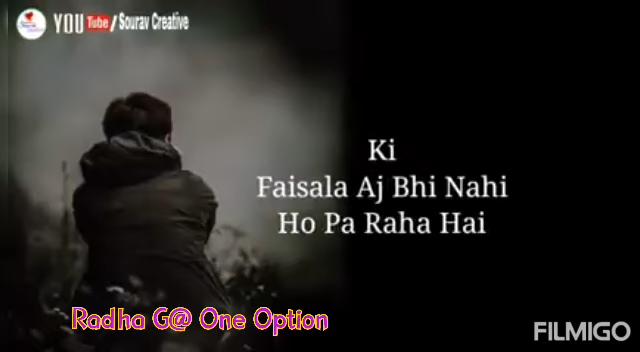 YOU Tube / Sourav Creative
Ki
Faisala Aj Bhi Nahi
Ho Pa Raha Hai
Radha G@ One Option
FILMIGO